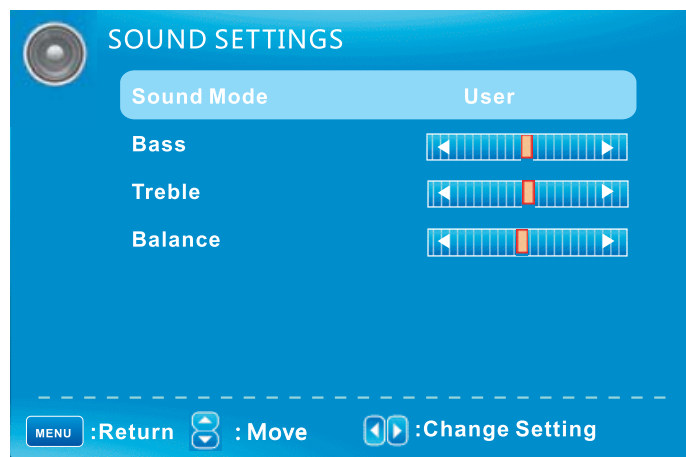 SOUND SETTINGS
Sound Mode User
Bass
Treble
Balance
MENU :Return : Move :Change Setting